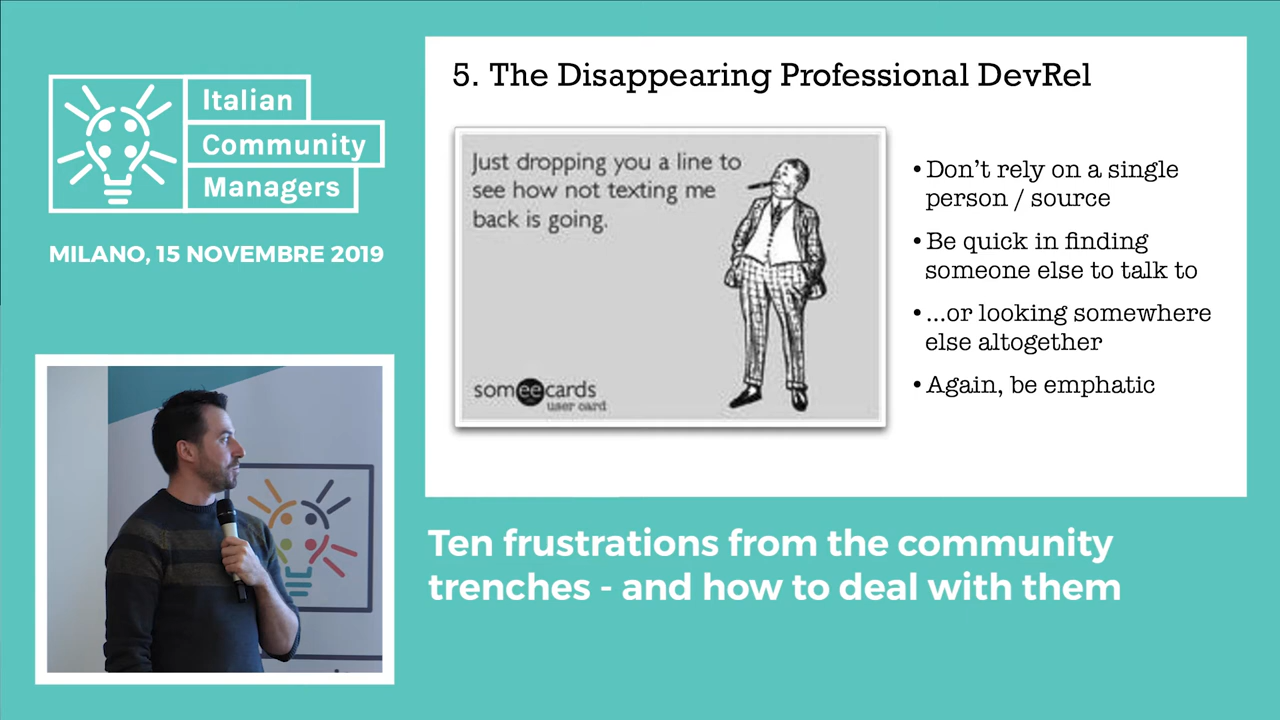 Italian
Community
Managers
MILANO, 15 NOVEMBRE 2019
5. The Disappearing Professional DevRel
Just dropping you a line to
see how not texting me
back is going.
someecards
user card
• Don’t rely on a single
person / source
• Be quick in finding
someone else to talk to
• ...or looking somewhere
else altogether
• Again, be emphatic
Ten frustrations from the community
trenches - and how to deal with them